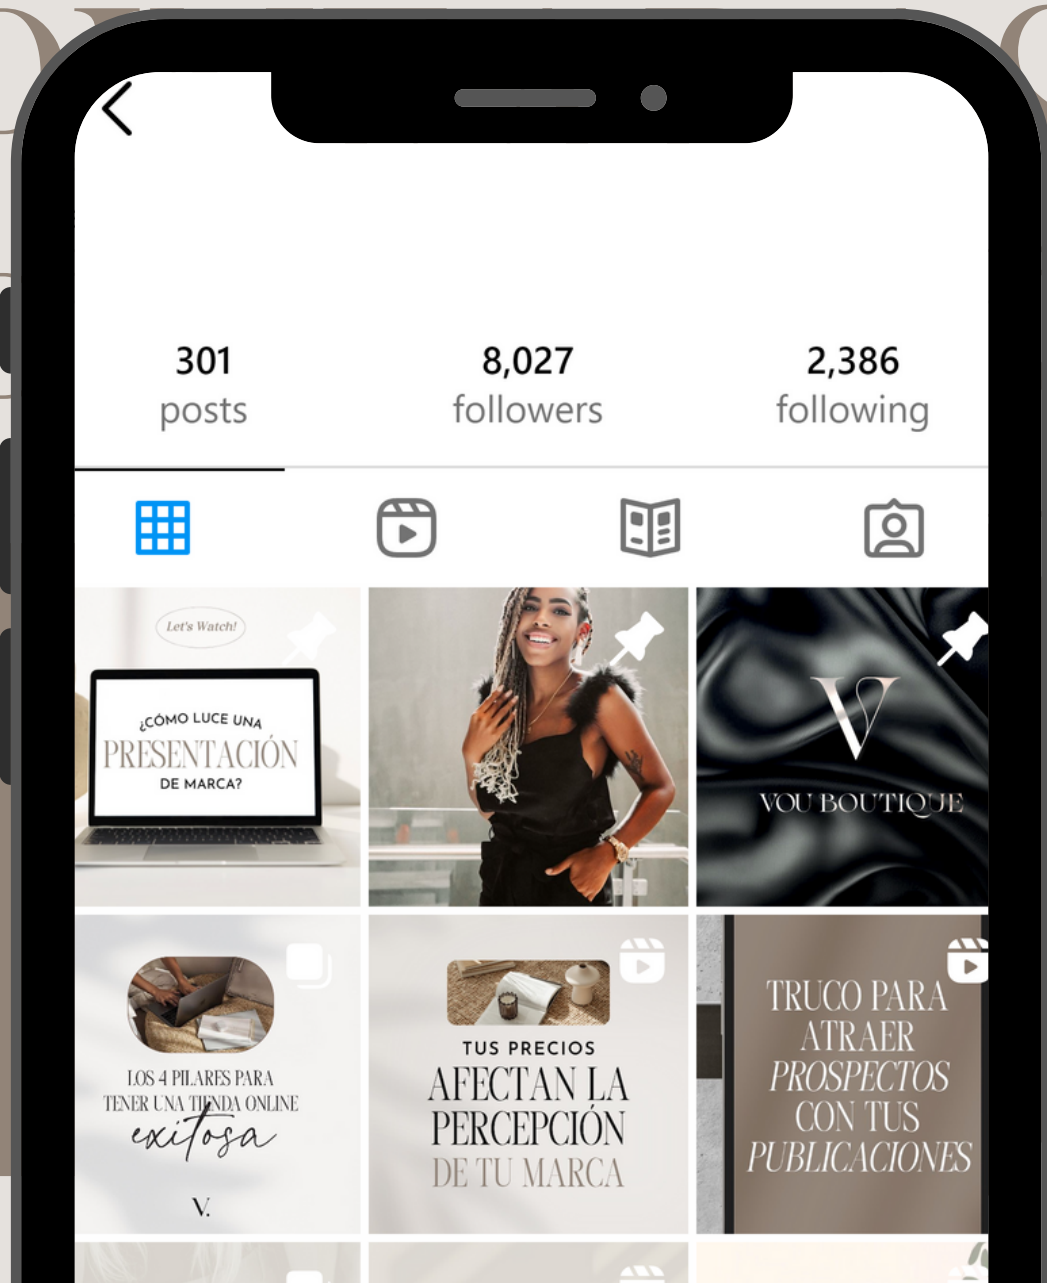 301
8,027
2,386
posts
followers
following
Let's Watch!
¿CÓMO LUCE UNA
PRESENTACIÓN
DE MARCA?
V
VOU BOUTIQUE
LOS 4 PILARES PARA
TENER UNA TIENDA ONLINE
exitosa
V.
TUS PRECIOS
AFECTAN LA
PERCEPCIÓN
DE TU MARCA
TRUCO PARA
ATRAER
PROSPECTOS
CON TUS
PUBLICACIONES